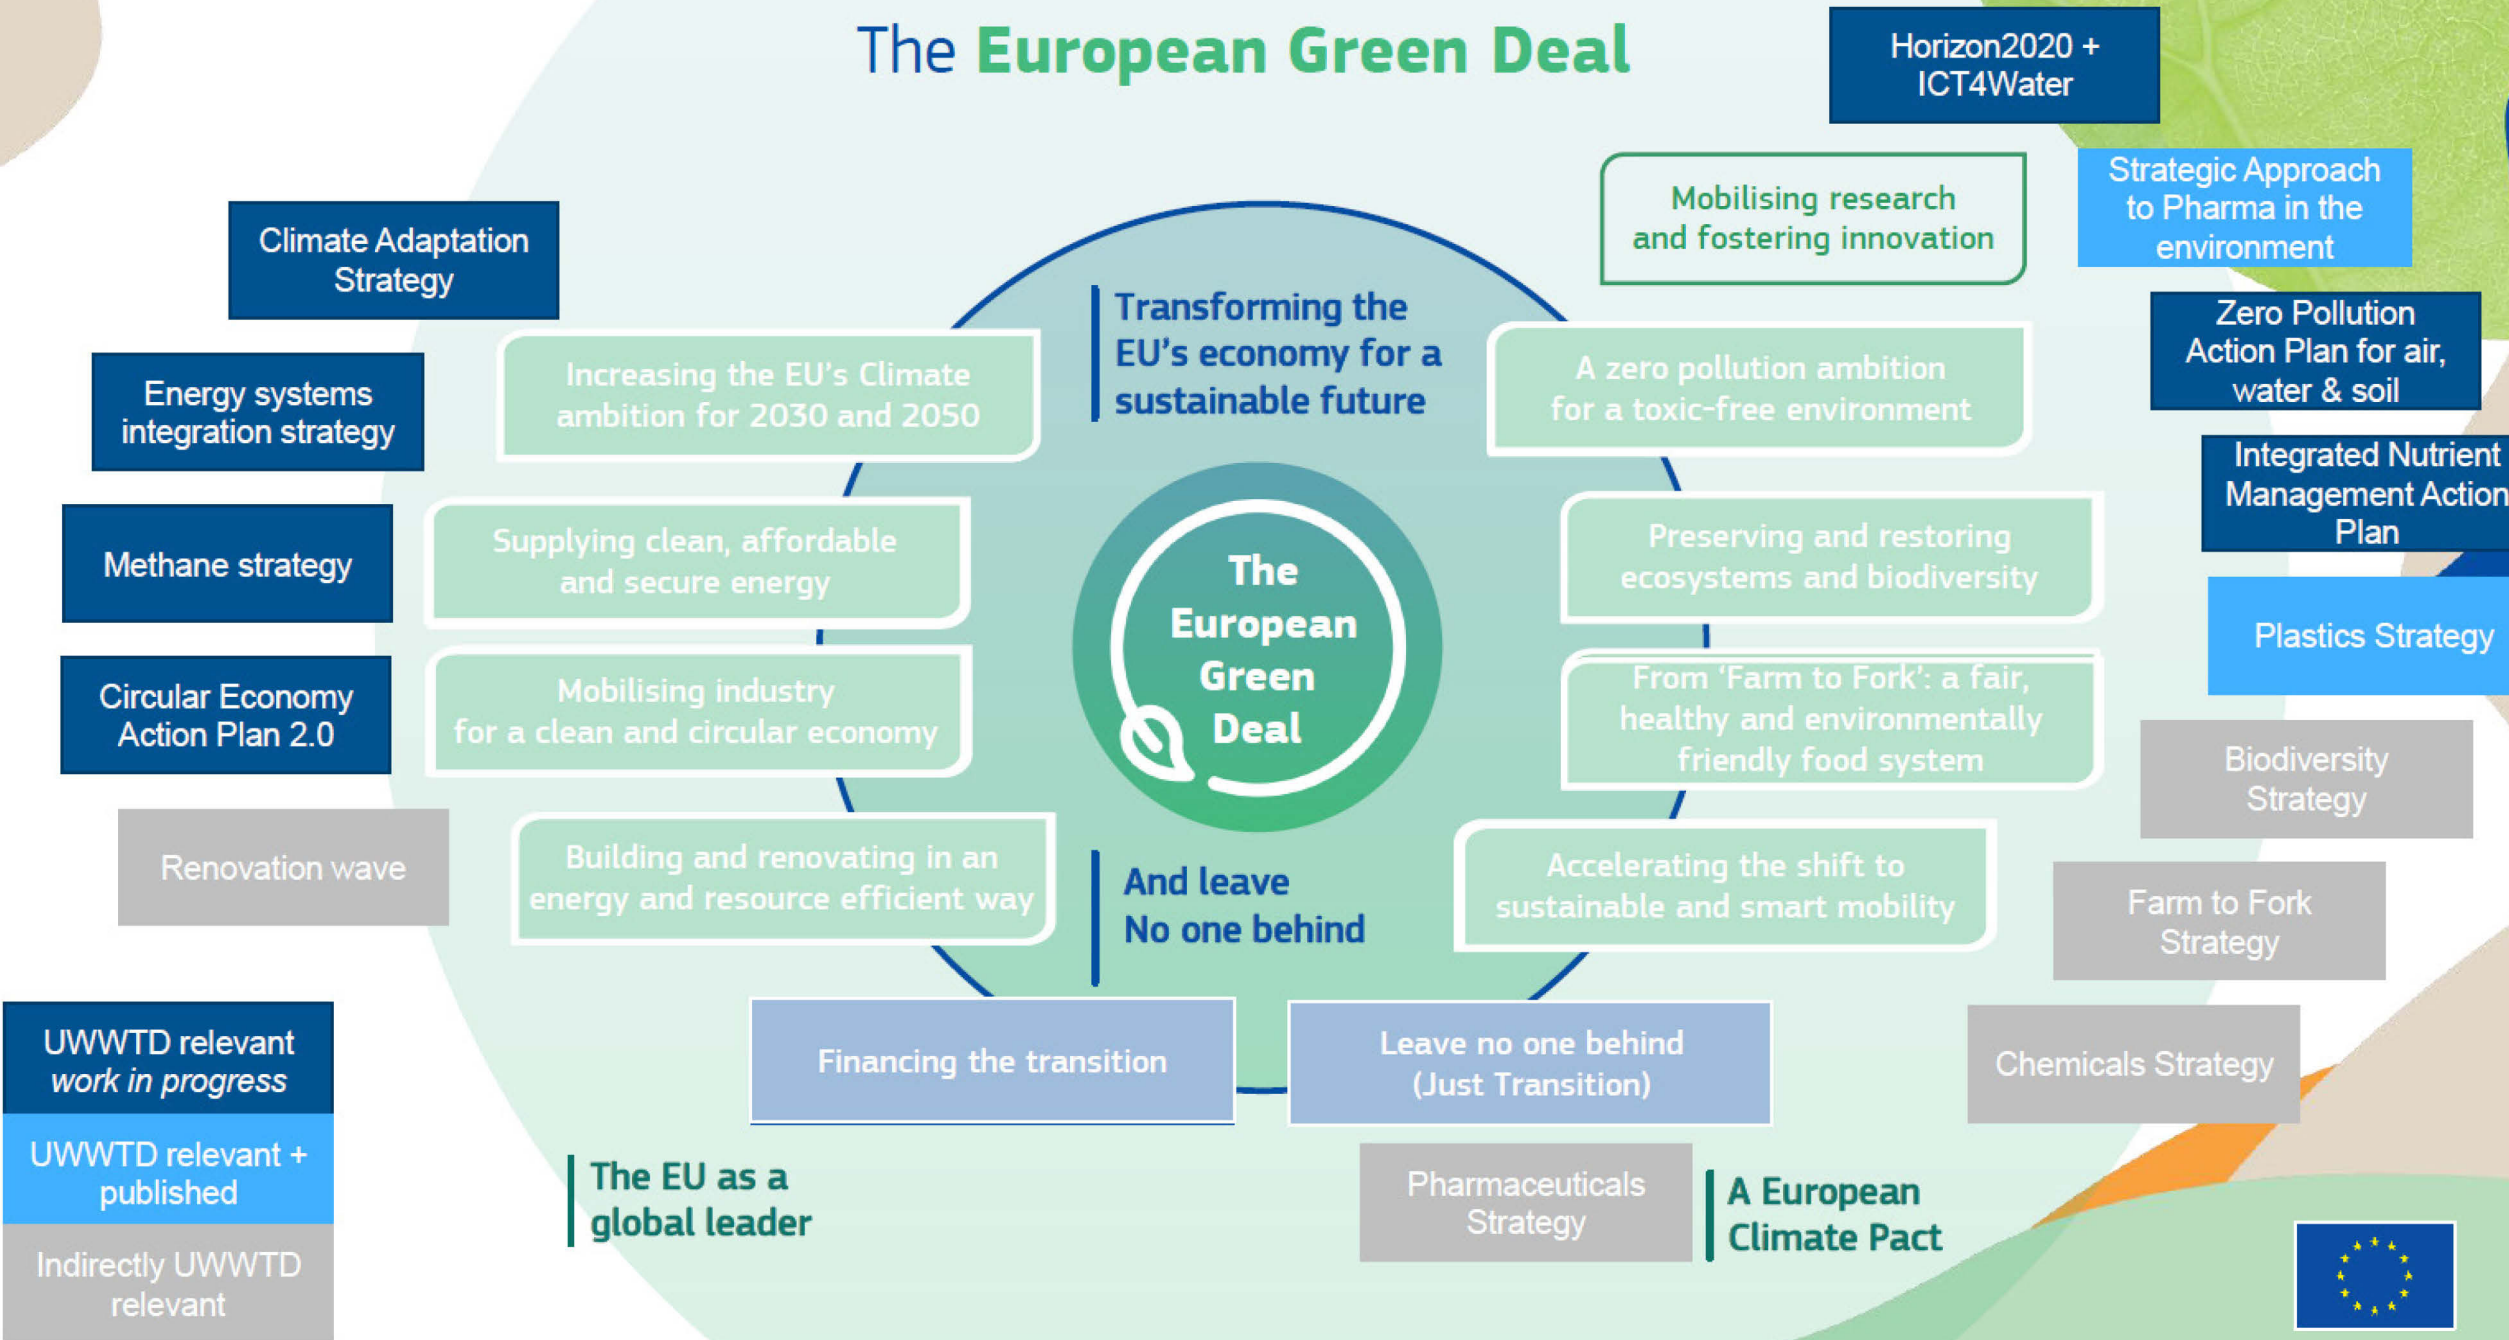 The European Green Deal
Horizon2020 +
ICT4Water
Mobilising research
and fostering innovation
Strategic Approach
to Pharma in the
environment
Climate Adaptation
Strategy
Transforming the
EU's economy for a
sustainable future
Zero Pollution
Action Plan for air,
water & soil
Energy systems
integration strategy
Increasing the EU's Climate
ambition for 2030 and 2050
A zero pollution ambition
for a toxic-free environment
Integrated Nutrient
Management Action
Plan
Methane strategy
Supplying clean, affordable
and secure energy
The
European
Green
Deal
Preserving and restoring
ecosystems and biodiversity
Plastics Strategy
Circular Economy
Action Plan 2.0
Mobilising industry
for a clean and circular economy
From 'Farm to Fork': a fair,
healthy and environmentally
friendly food system
Biodiversity
Strategy
Renovation wave
Building and renovating in an
energy and resource efficient way
And leave
No one behind
Accelerating the shift to
sustainable and smart mobility
Farm to Fork
Strategy
Financing the transition
Leave no one behind
(Just Transition)
Chemicals Strategy
UWWTD relevant
work in progress
UWWTD relevant +
published
Indirectly UWWTD
relevant
The EU as a
global leader
Pharmaceuticals
Strategy
A European
Climate Pact